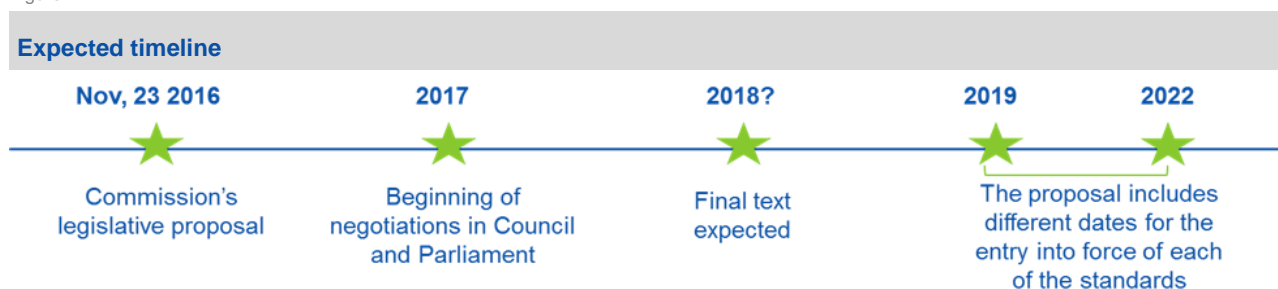 Expected timeline
Nov, 23 2016
2017
2018?
2019
2022
Commission's
legislative proposal
Beginning of
negotiations in Council
and Parliament
Final text
expected
The proposal includes
different dates for the
entry into force of each
of the standards